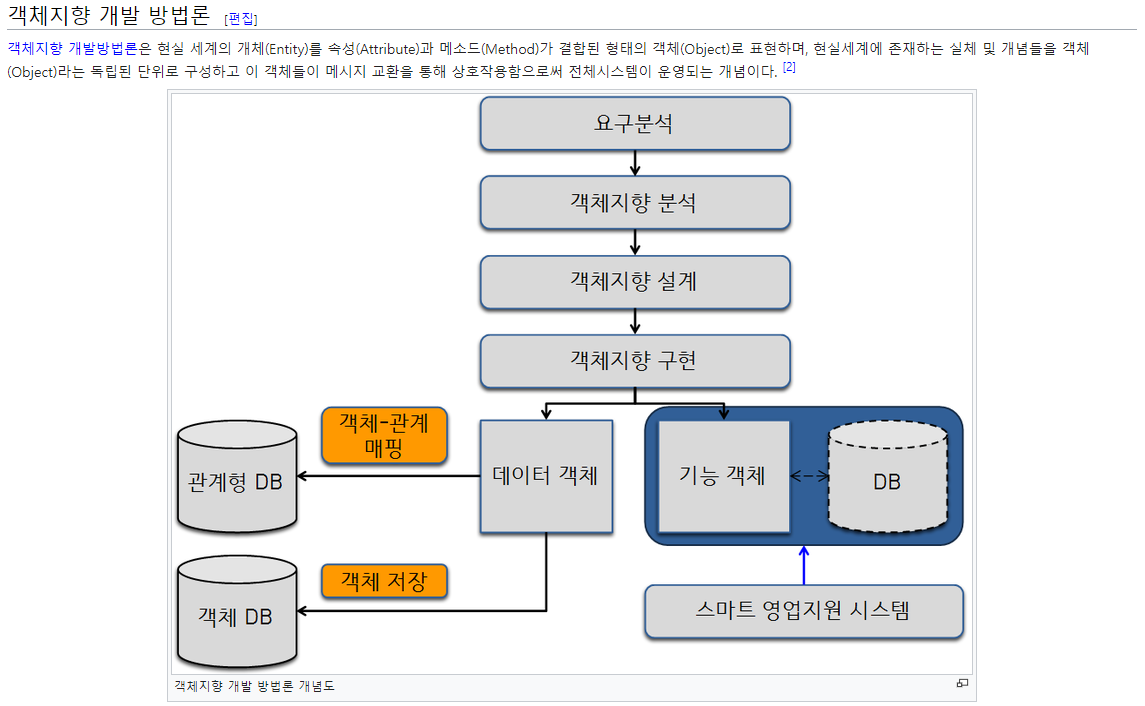 객체지향 개발 방법론 [편집]
객체지향 개발방법론은 현실 세계의 개체(Entity)를 속성(Attribute)과 메소드(Method)가 결합된 형태의 객체(Object)로 표현하며, 현실세계에 존재하는 실체 및 개념들을 객체
(Object)라는 독립된 단위로 구성하고 이 객체들이 메시지 교환을 통해 상호작용함으로써 전체시스템이 운영되는 개념이다. [2]
요구분석
객체지향 분석
객체지향 설계
객체지향 구현
객체-관계
매핑
관계형 DB
데이터 객체
기능 객체
DB
객체 저장
객체 DB
스마트 영업지원 시스템
객체지향 개발 방법론 개념도